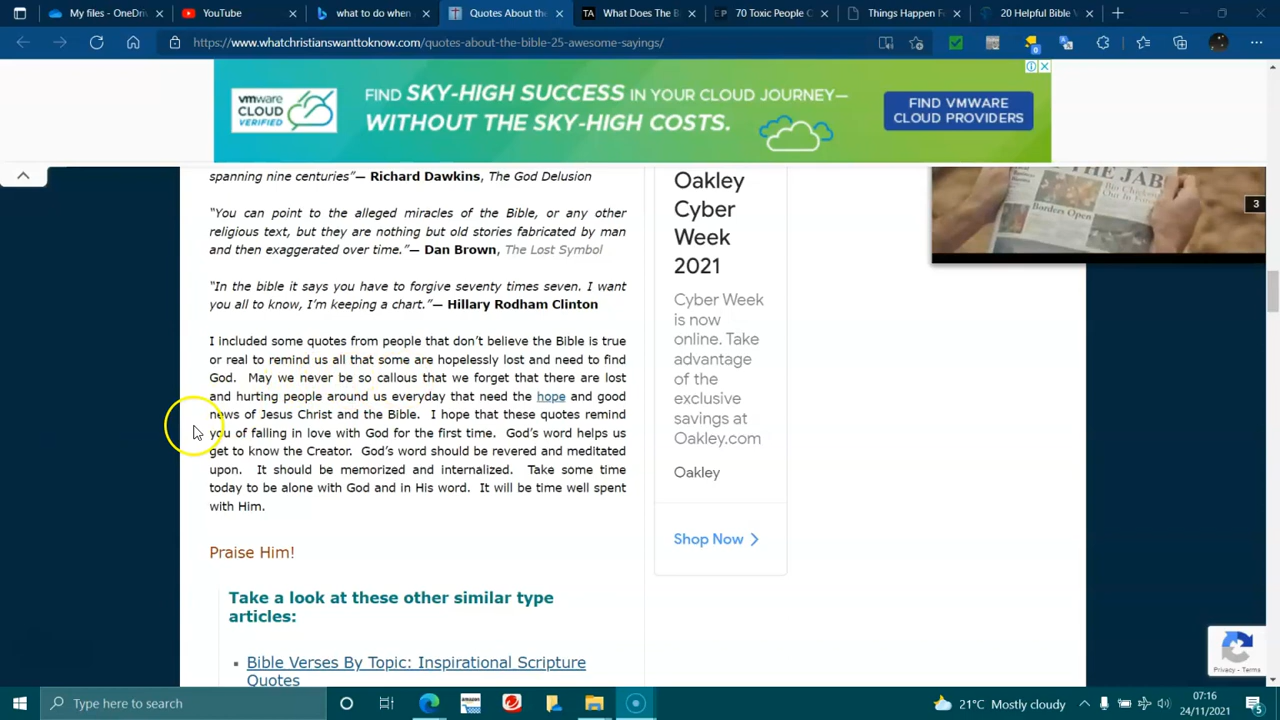 My files - OneDriv
YouTube
what to do when
Quotes About the
What Does The B
70 Toxic People C
Things Happen Fo
20 Helpful Bible V
https://www.whatchristianswanttoknow.com/quotes-about-the-bible-25-awesome-sayings/
0
vmware
CLOUD
VERIFIED
FIND SKY-HIGH SUCCESS IN YOUR CLOUD JOURNEY—
WITHOUT THE SKY-HIGH COSTS.
FIND VMWARE
CLOUD PROVIDERS
spanning nine centuries”― Richard Dawkins, The God Delusion
“You can point to the alleged miracles of the Bible, or any other
religious text, but they are nothing but old stories fabricated by man
and then exaggerated over time.”― Dan Brown, The Lost Symbol
“In the bible it says you have to forgive seventy times seven. I want
you all to know, I’m keeping a chart.”― Hillary Rodham Clinton
I included some quotes from people that don’t believe the Bible is true
or real to remind us all that some are hopelessly lost and need to find
God. May we never be so callous that we forget that there are lost
and hurting people around us everyday that need the hope and good
news of Jesus Christ and the Bible. I hope that these quotes remind
you of falling in love with God for the first time. God’s word helps us
get to know the Creator. God’s word should be revered and meditated
upon. It should be memorized and internalized. Take some time
today to be alone with God and in His word. It will be time well spent
with Him.
Praise Him!
Take a look at these other similar type
articles:
Bible Verses By Topic: Inspirational Scripture
Quotes
Oakley
Cyber
Week
2021
Cyber Week
is now
online. Take
advantage
of the
exclusive
savings at
Oakley.com
Oakley
Shop Now
THE JAB
Borders Open
3
Privacy - Terms
Type here to search
21°C Mostly cloudy
07:16
24/11/2021
5